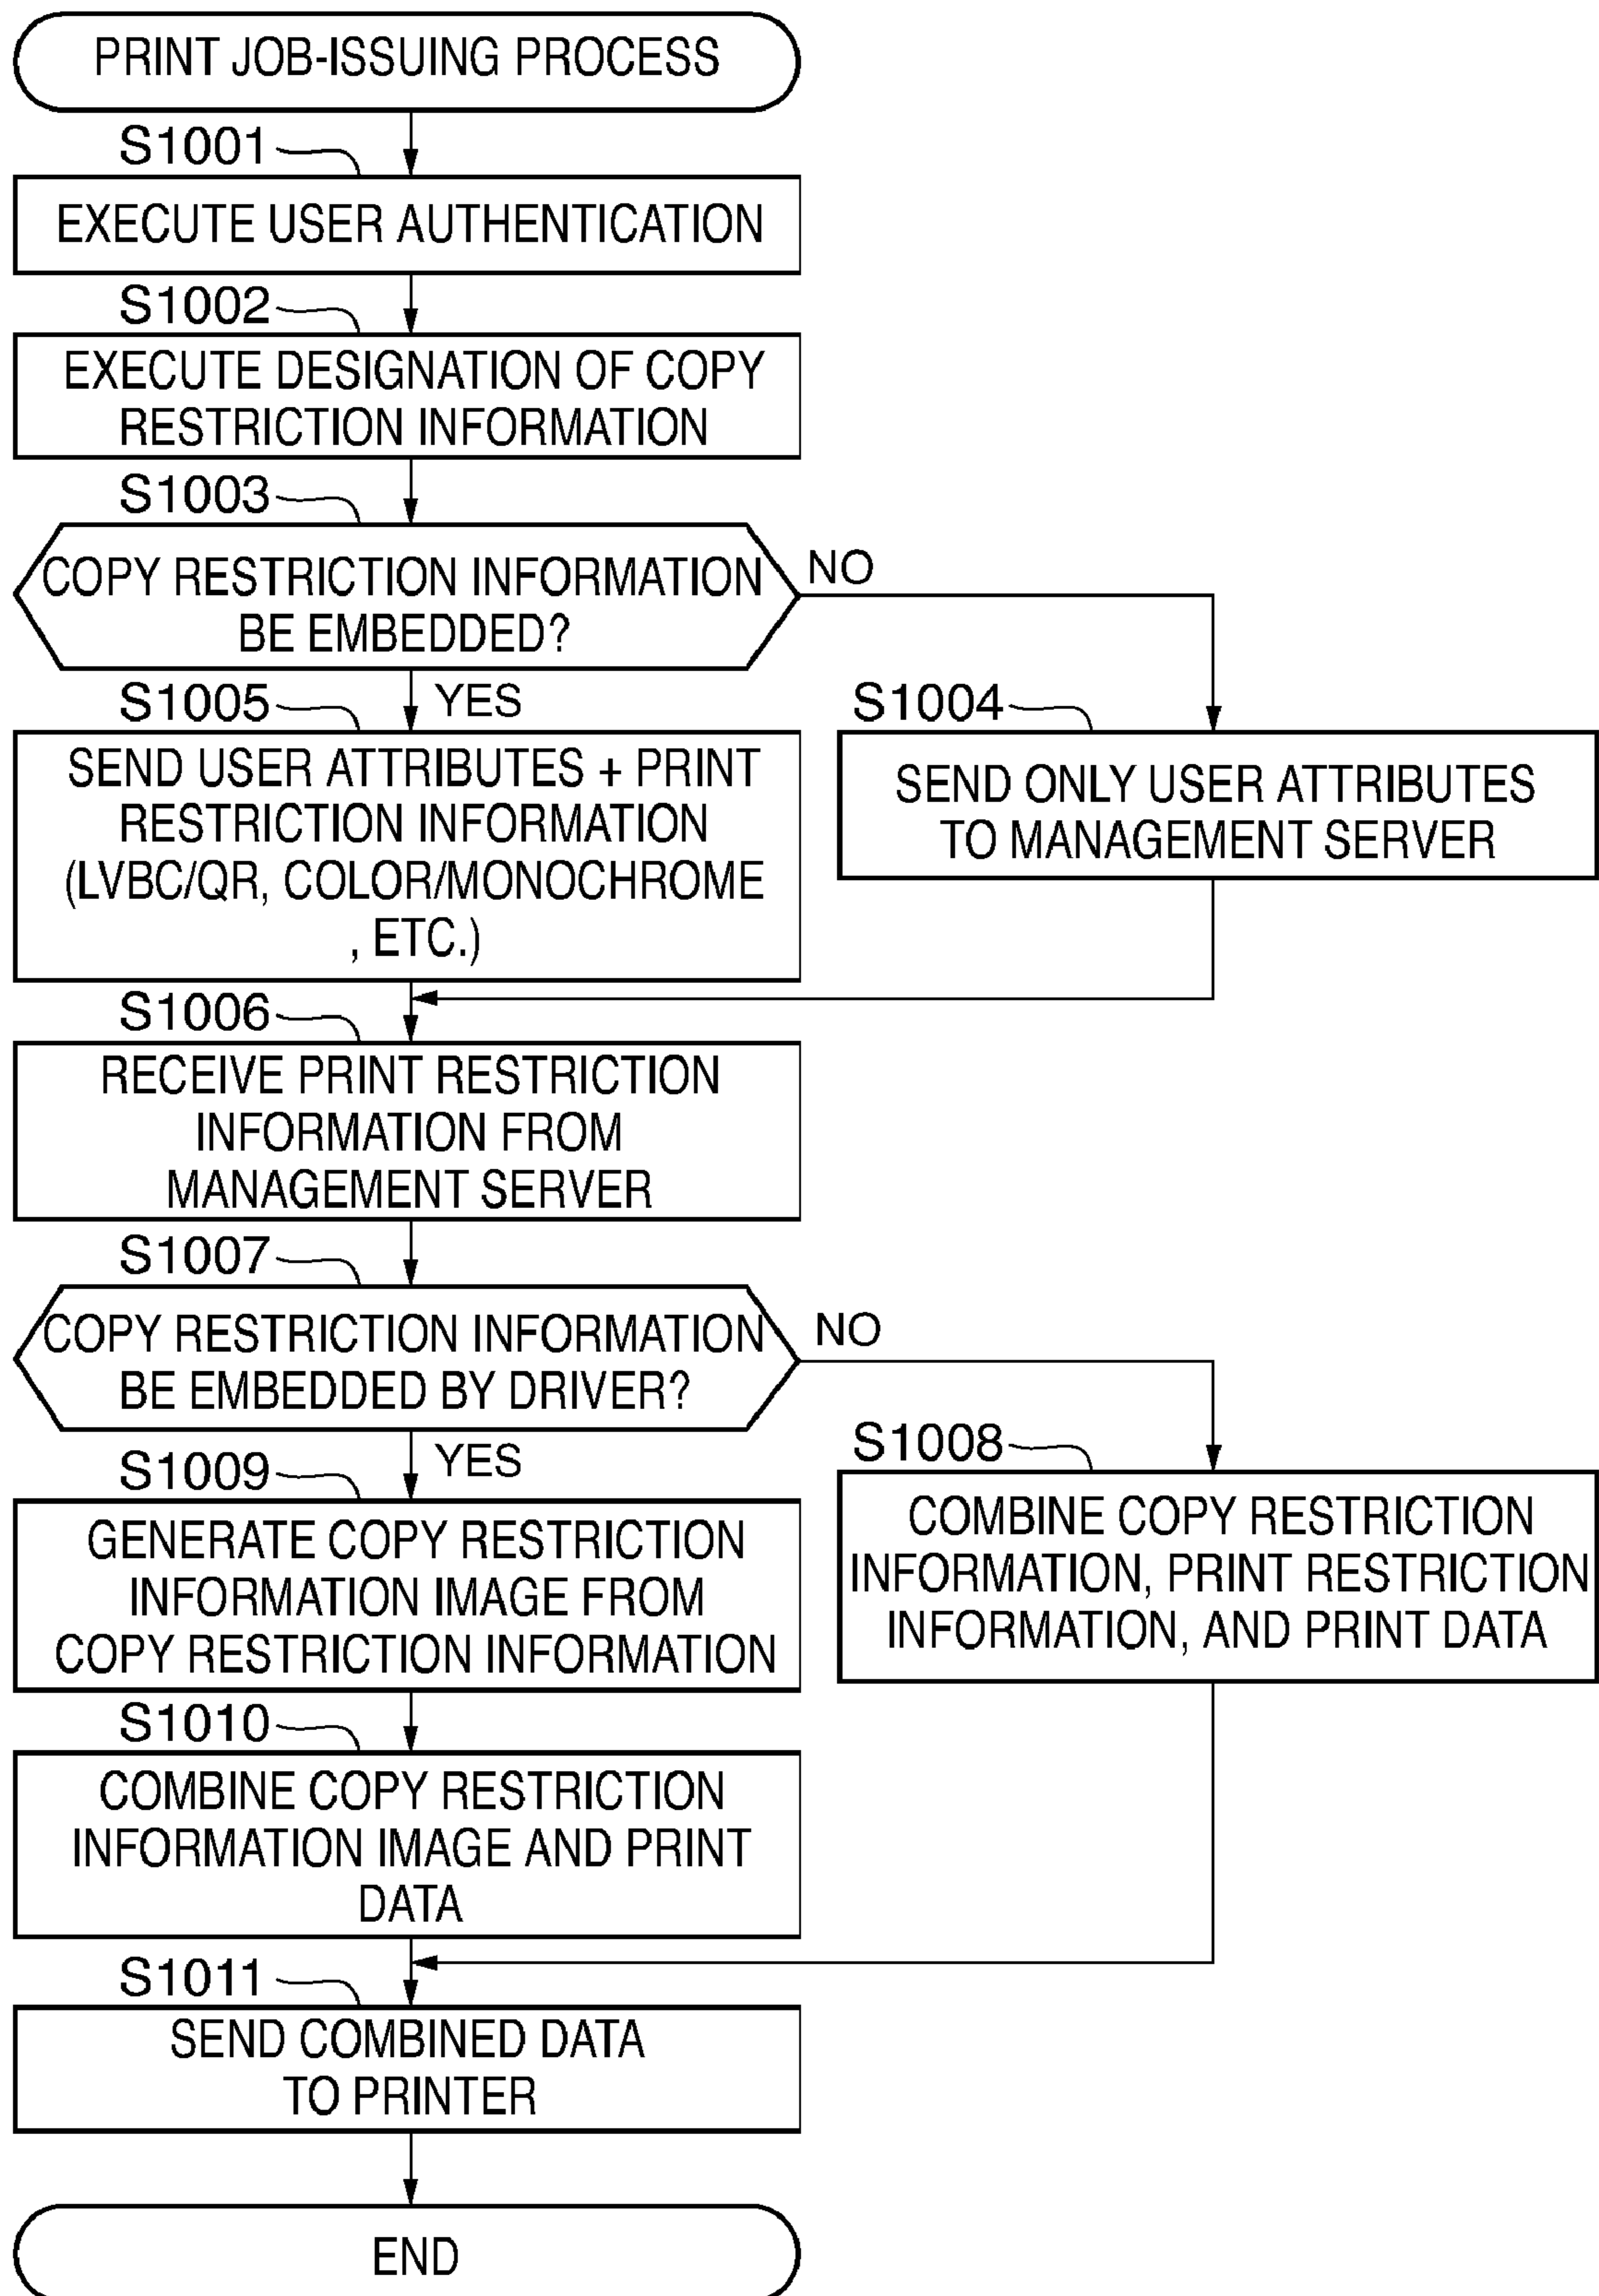 PRINT JOB-ISSUING PROCESS
S1001
EXECUTE USER AUTHENTICATION
S1002
EXECUTE DESIGNATION OF COPY
RESTRICTION INFORMATION
S1003
COPY RESTRICTION INFORMATION
BE EMBEDDED?
NO
S1005
YES
SEND USER ATTRIBUTES + PRINT
RESTRICTION INFORMATION
(LVBC/QR, COLOR/MONOCHROME
, ETC.)
S1004
SEND ONLY USER ATTRIBUTES
TO MANAGEMENT SERVER
S1006
RECEIVE PRINT RESTRICTION
INFORMATION FROM
MANAGEMENT SERVER
S1007
COPY RESTRICTION INFORMATION
BE EMBEDDED BY DRIVER?
NO
S1009
YES
GENERATE COPY RESTRICTION
INFORMATION IMAGE FROM
COPY RESTRICTION INFORMATION
S1008
COMBINE COPY RESTRICTION
INFORMATION, PRINT RESTRICTION
INFORMATION, AND PRINT DATA
S1010
COMBINE COPY RESTRICTION
INFORMATION IMAGE AND PRINT
DATA
S1011
SEND COMBINED DATA
TO PRINTER
END